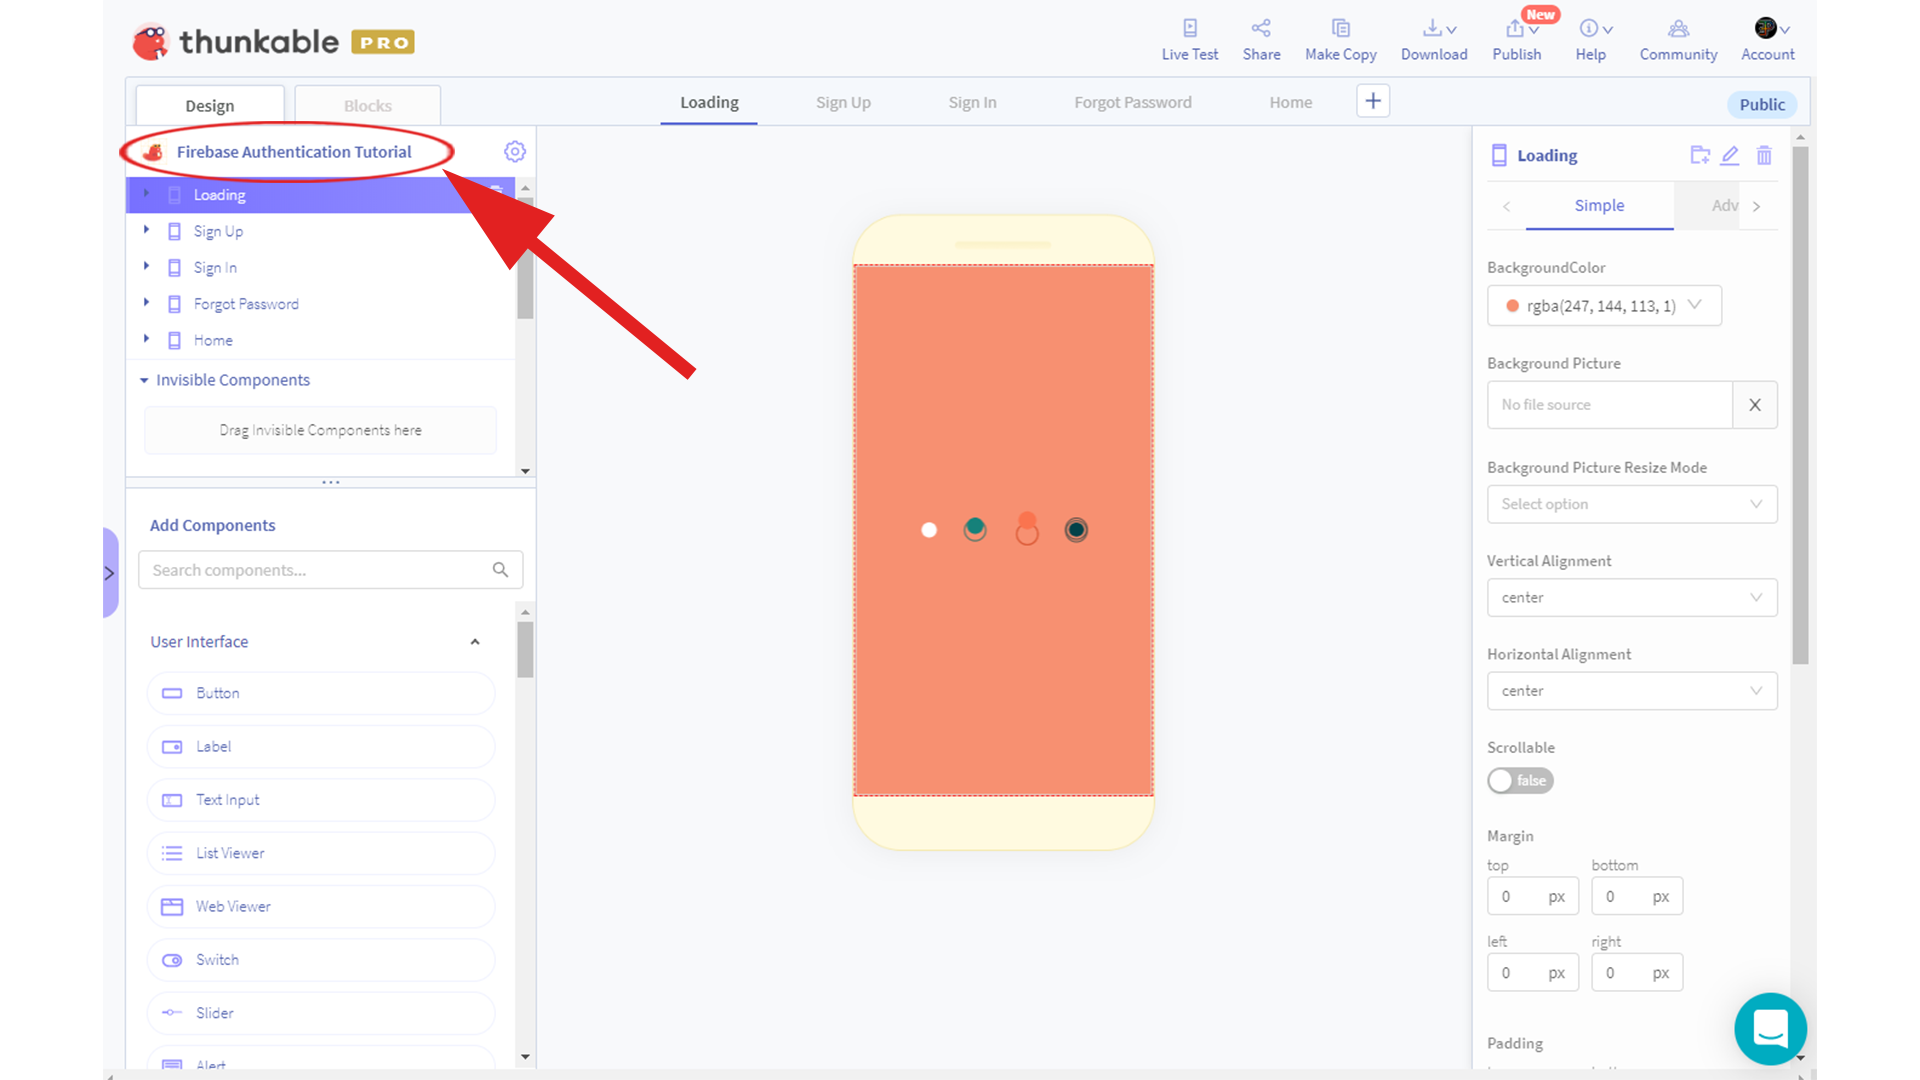 thunkable PRO
Live Test
Share
Make Copy
Download
New
Publish
Help
Community
Account
Design
Blocks
Loading
Sign Up
Sign In
Forgot Password
Home
+
Public
Firebase Authentication Tutorial
Loading
Sign Up
Sign In
Forgot Password
Home
Invisible Components
Drag Invisible Components here
Add Components
Search components...
User Interface
Button
Label
Text Input
List Viewer
Web Viewer
Switch
Slider
Alert
Loading
Simple
Adv
BackgroundColor
rgba(247, 144, 113, 1)
Background Picture
No file source
X
Background Picture Resize Mode
Select option
Vertical Alignment
center
Horizontal Alignment
center
Scrollable
false
Margin
top bottom
0 px 0 px
left right
0 px 0 px
Padding